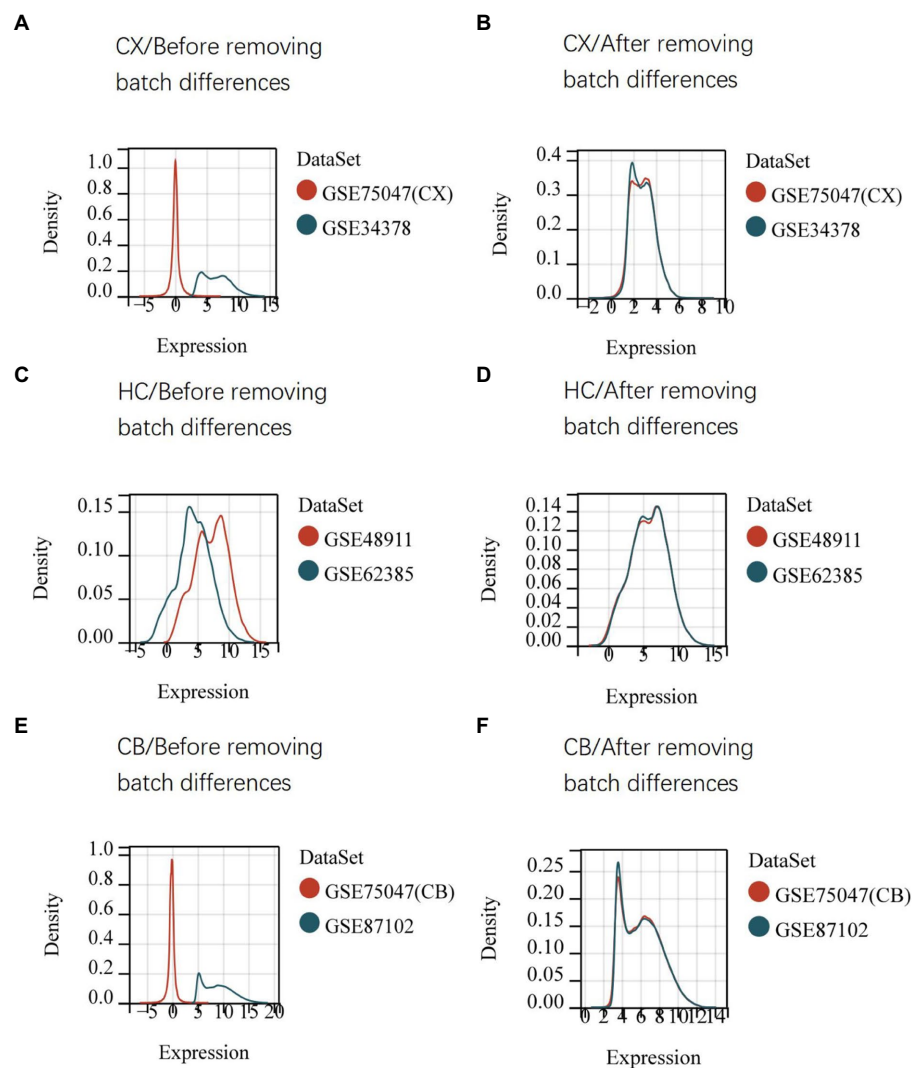 A
CX/Before removing
batch differences
Density
1.0
0.8
0.6
0.4
0.2
0.0
−5 0 5 10 15
Expression
DataSet
GSE75047(CX)
GSE34378
B
CX/After removing
batch differences
Density
0.4
0.3
0.2
0.1
0.0
−2 0 2 4 6 8 10
Expression
DataSet
GSE75047(CX)
GSE34378
C
HC/Before removing
batch differences
Density
0.15
0.10
0.05
0.00
−5 0 5 10 15
Expression
DataSet
GSE48911
GSE62385
D
HC/After removing
batch differences
Density
0.14
0.12
0.10
0.08
0.06
0.04
0.02
0.00
0 5 10 15
Expression
DataSet
GSE48911
GSE62385
E
CB/Before removing
batch differences
Density
1.0
0.8
0.6
0.4
0.2
0.0
−5 0 5 10 15 20
Expression
DataSet
GSE75047(CB)
GSE87102
F
CB/After removing
batch differences
Density
0.25
0.20
0.15
0.10
0.05
0.00
0 2 4 6 8 10 12 14
Expression
DataSet
GSE75047(CB)
GSE87102